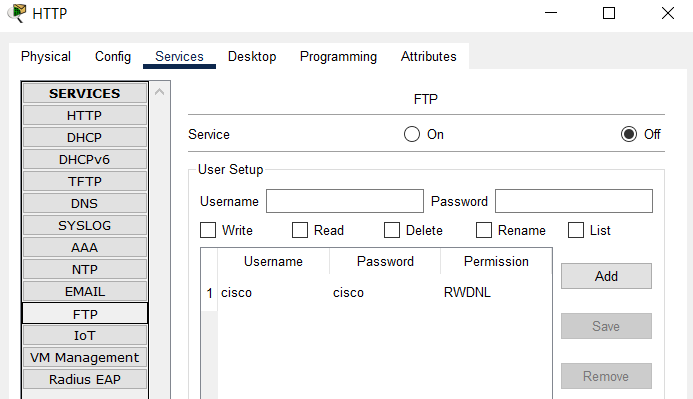 HTTP
Physical Config Services Desktop Programming Attributes
SERVICES
HTTP
DHCP
DHCPv6
TFTP
DNS
SYSLOG
AAA
NTP
EMAIL
FTP
IoT
VM Management
Radius EAP
FTP
Service On Off
User Setup
Username Password
Write Read Delete Rename List
Username Password Permission
1 cisco cisco RWDNL
Add
Save
Remove